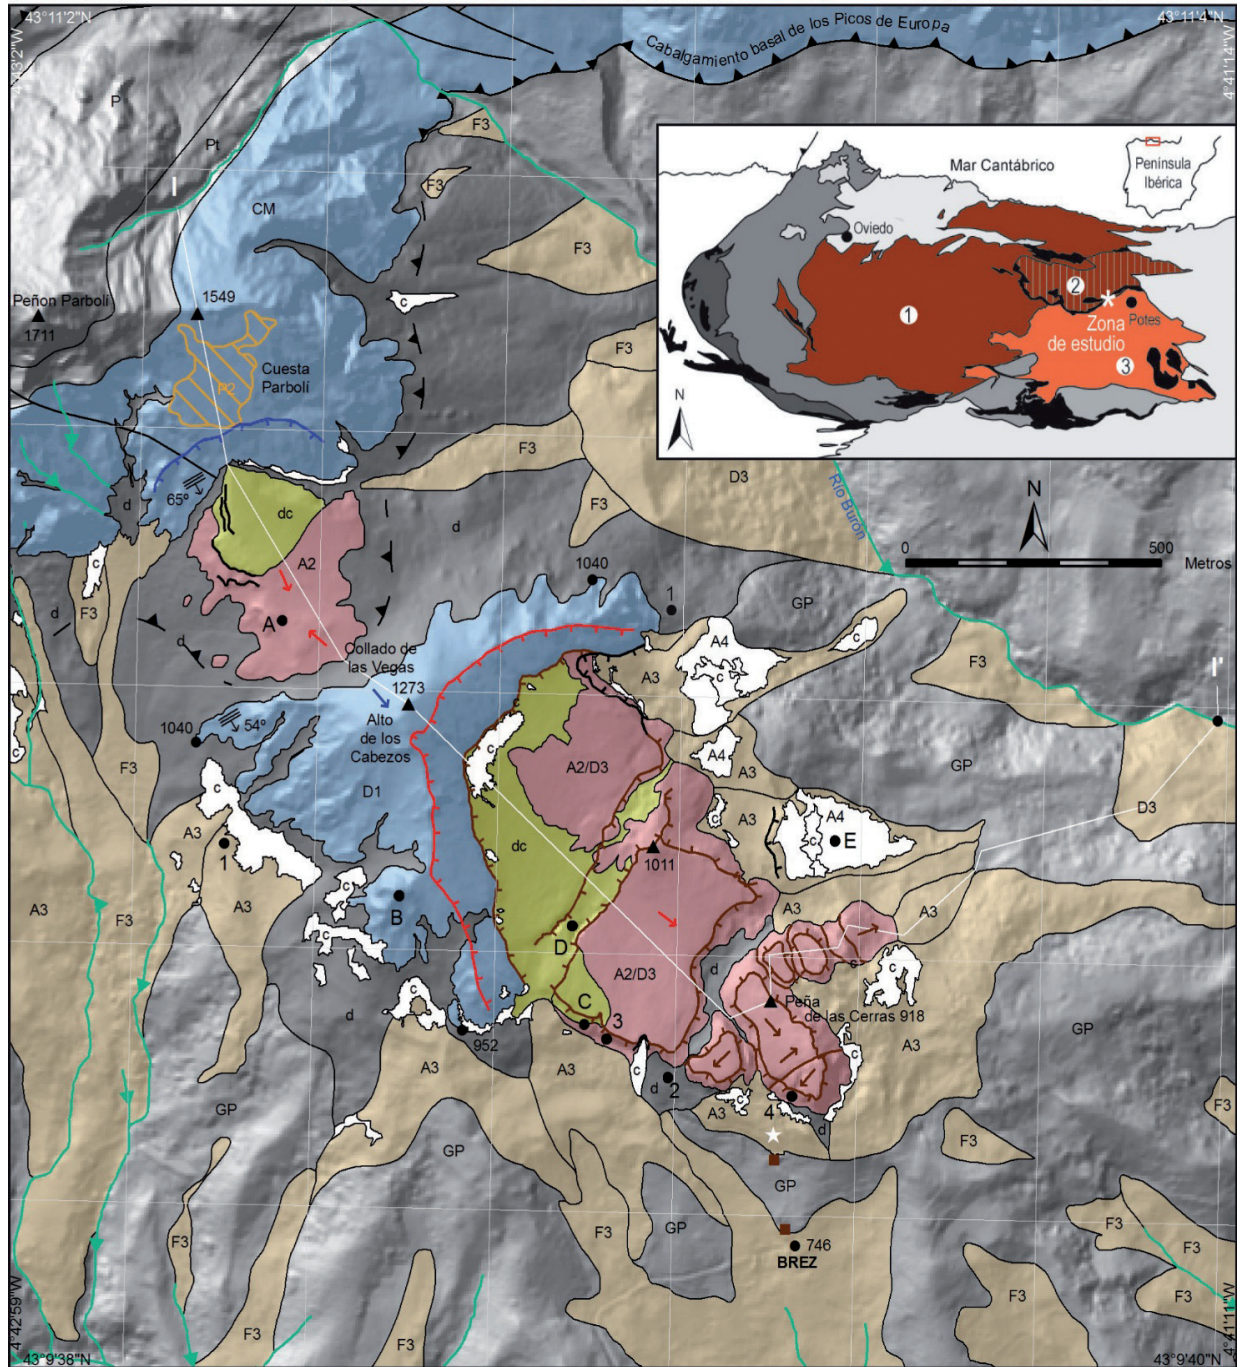 43°11'2"N
43°11'4"N
4°43'2"W
4°41'14"W
Cabalgamiento basal de los Picos de Europa
P
Pt
I
F3
F3
CM
F3
c
Peñon Parbolí
1711
1549
F3
P2
Cuesta
Parbolí
F3
D3
65°
d
dc
d
F3
A2
d
F3
A
d
Mar Cantábrico
Península
Ibérica
Oviedo
1
2
Potes
Zona
de estudio
3
N
Río Burón
N
0
500
Metros
1040
1
GP
Collado de
las Vegas
1273
Alto
de los
Cabezos
1040
54°
D1
A3
A4
c
c
F3
I'
c
F3
c
A3
1
A3
A3
F3
A2/D3
A4
A3
GP
D3
c
dc
1011
A3
A4
c
c
E
B
c
c
D
A2/D3
A3
A3
d
c
c
d
C
3
Peña
de las Cerras 918
GP
c
952
A3
A3
c
d
2
c
A3
c
4
d
A3
F3
GP
GP
GP
F3
F3
GP
F3
746
BREZ
F3
F3
F3
F3
F3
F3
4°42'59"W
4°41'11"W
43°9'38"N
43°9'40"N